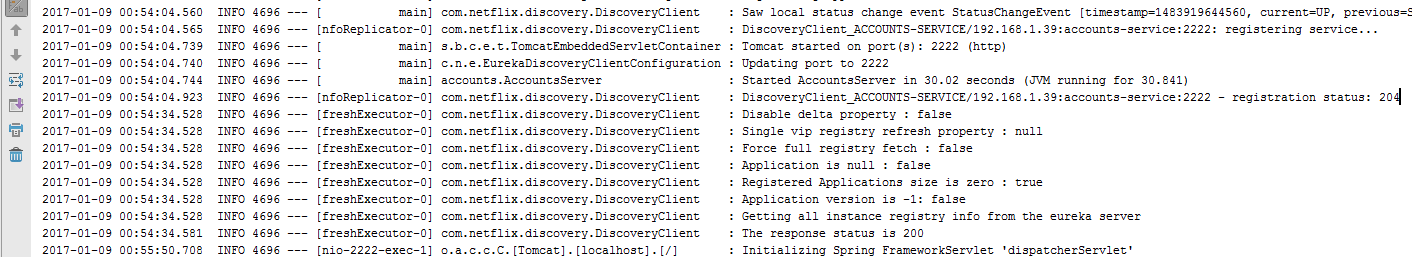 2017-01-09 00:54:04.560  INFO 4696 --- [           main] com.netflix.discovery.DiscoveryClient    : Saw local status change event StatusChangeEvent [timestamp=1483919644560, current=UP, previous=S
2017-01-09 00:54:04.565  INFO 4696 --- [nfoReplicator-0] com.netflix.discovery.DiscoveryClient    : DiscoveryClient_ACCOUNTS-SERVICE/192.168.1.39:accounts-service:2222: registering service...
2017-01-09 00:54:04.739  INFO 4696 --- [           main] s.b.c.e.t.TomcatEmbeddedServletContainer : Tomcat started on port(s): 2222 (http)
2017-01-09 00:54:04.740  INFO 4696 --- [           main] c.n.e.EurekaDiscoveryClientConfiguration : Updating port to 2222
2017-01-09 00:54:04.744  INFO 4696 --- [           main] accounts.AccountsServer                  : Started AccountsServer in 30.02 seconds (JVM running for 30.841)
2017-01-09 00:54:04.923  INFO 4696 --- [nfoReplicator-0] com.netflix.discovery.DiscoveryClient    : DiscoveryClient_ACCOUNTS-SERVICE/192.168.1.39:accounts-service:2222 - registration status: 204
2017-01-09 00:54:34.528  INFO 4696 --- [freshExecutor-0] com.netflix.discovery.DiscoveryClient    : Disable delta property : false
2017-01-09 00:54:34.528  INFO 4696 --- [freshExecutor-0] com.netflix.discovery.DiscoveryClient    : Single vip registry refresh property : null
2017-01-09 00:54:34.528  INFO 4696 --- [freshExecutor-0] com.netflix.discovery.DiscoveryClient    : Force full registry fetch : false
2017-01-09 00:54:34.528  INFO 4696 --- [freshExecutor-0] com.netflix.discovery.DiscoveryClient    : Application is null : false
2017-01-09 00:54:34.528  INFO 4696 --- [freshExecutor-0] com.netflix.discovery.DiscoveryClient    : Registered Applications size is zero : true
2017-01-09 00:54:34.528  INFO 4696 --- [freshExecutor-0] com.netflix.discovery.DiscoveryClient    : Application version is -1: false
2017-01-09 00:54:34.528  INFO 4696 --- [freshExecutor-0] com.netflix.discovery.DiscoveryClient    : Getting all instance registry info from the eureka server
2017-01-09 00:54:34.581  INFO 4696 --- [freshExecutor-0] com.netflix.discovery.DiscoveryClient    : The response status is 200
2017-01-09 00:55:50.708  INFO 4696 --- [nio-2222-exec-1] o.a.c.c.C.[Tomcat].[localhost].[/]       : Initializing Spring FrameworkServlet 'dispatcherServlet'